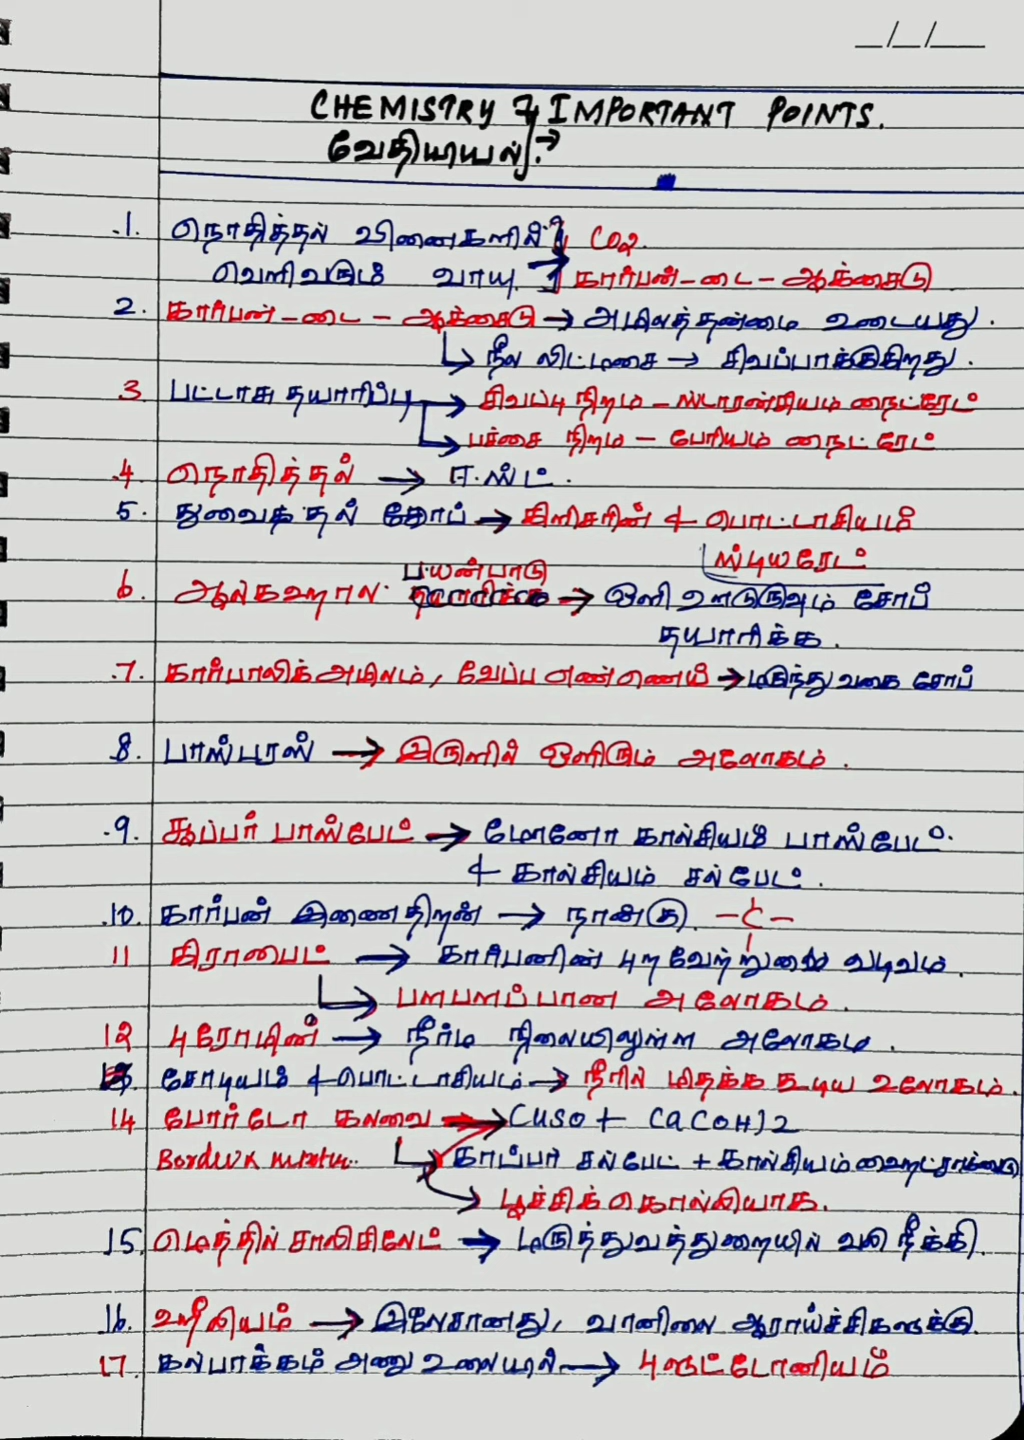 _/_/__
CHEMISTRY IMPORTANT POINTS.
வேதியியல் :→
1. நொதித்தல் வினைகளில் CO2.
வெளிவரும் வாயு. → கார்பன்-டை-ஆக்சைடு
2. கார்பன்-டை-ஆக்சைடு → அமிலத்தன்மை உடையது.
நீல லிட்மசை → சிவப்பாக்குகிறது.
3. பட்டாசு தயாரிப்பு → சிவப்பு நிறம் - ஸ்டாரன்சியம் நைட்ரேட்
பச்சை நிறம் - பேரியம் நைட்ரேட்
4. நொதித்தல் → ஈஸ்ட்.
5. துவைத்தல் சோப் → கிளிசரின் + பொட்டாசியம்
ஸ்டியரேட்
பயன்பாடு
6. ஆல்கஹால் → ஒளி ஊடுருவும் சோப்
தயாரிக்க.
7. கார்பாலிக் அமிலம், வேப்ப எண்ணெய் → மருந்து வகை சோப்
8. பாஸ்பரஸ் → இருளில் ஒளிரும் அலோகம்.
9. சூப்பர் பாஸ்பேட் → மோனோ கால்சியம் பாஸ்பேட்.
+ கால்சியம் சல்பேட்.
10. கார்பன் இணைதிறன் → நான்கு -C-
11 கிராபைட் → கார்பனின் புறவேற்றுமை வடிவம்.
பளபளப்பான அலோகம்.
12 புரோமின் → நீர்ம நிலையிலுள்ள அலோகம்.
13. சோடியம் + பொட்டாசியம் → நீரில் மிதக்க கூடிய உலோகம்.
14 போர்டோ கலவை → CUSO + CaCOH)2
காப்பர் சல்பேட் + கால்சியம் ஹைட்ராக்சைடு
பூச்சிக் கொல்லியாக.
15. மெத்தில் சாலிசிலேட் → மருத்துவத்துறையில் வலி நீக்கி.
16. ஹீலியம் → இலேசானது, வானிலை ஆராய்ச்சிகளுக்கு.
17. கல்பாக்கம் அணு உலையில் → புளுட்டோனியம்